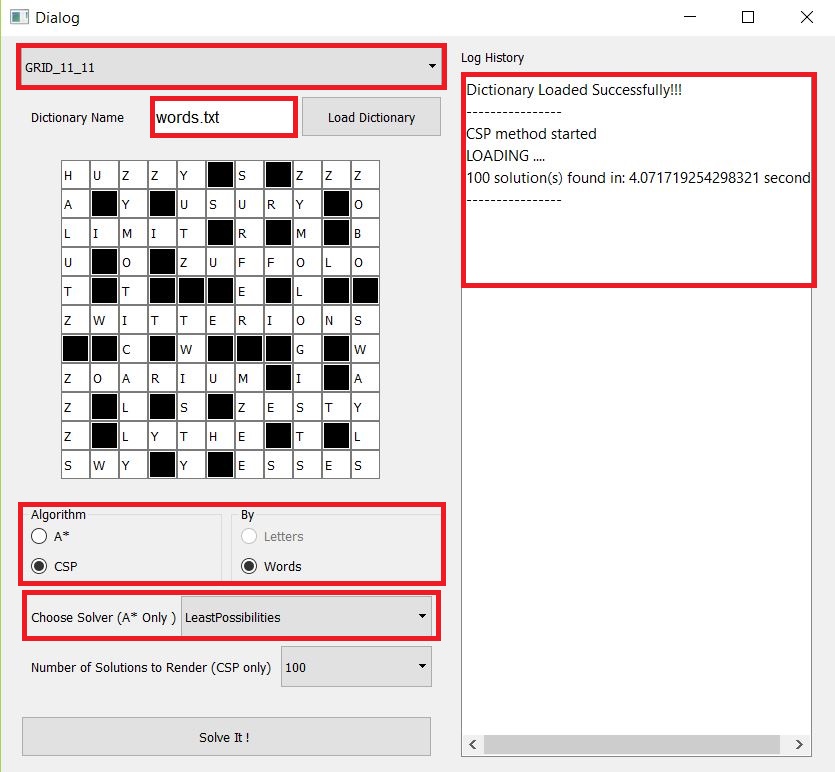 Dialog
GRID_11_11
Dictionary Name
words.txt
Load Dictionary
H U Z Z Y S Z Z Z
A Y U S U R Y O
L I M I T R M B
U O Z U F F O L O
T T E L
Z W I T T E R I O N S
C W G W
Z O A R I U M I A
Z L S Z E S T Y
Z L Y T H E T L
S W Y Y E S S E S
Algorithm
A*
CSP
By
Letters
Words
Choose Solver (A* Only )
LeastPossibilities
Number of Solutions to Render (CSP only)
100
Solve It !
Log History
Dictionary Loaded Successfully!!!
----------------
CSP method started
LOADING ....
100 solution(s) found in: 4.071719254298321 second
----------------